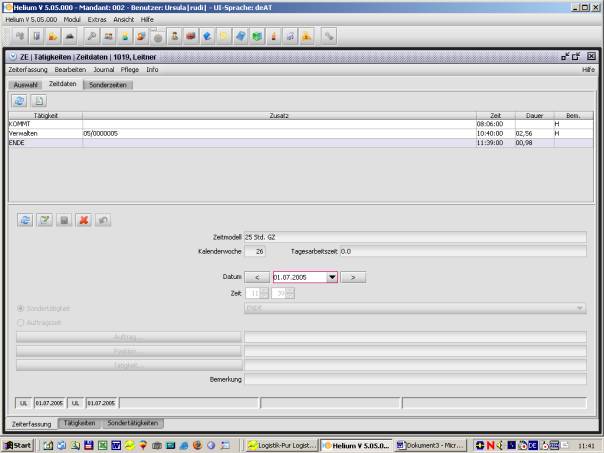 Helium V 5.05.000 - Mandant: 002 - Benutzer: Ursula|rudi| - UI-Sprache: deAT
Helium V 5.05.000 Modul Extras Ansicht Hilfe
ZE | Tätigkeiten | Zeitdaten | 1019, Leitner
Zeiterfassung Bearbeiten Journal Pflege Info Hilfe
Auswahl Zeitdaten Sonderzeiten
Tätigkeit Zusatz Zeit Dauer Bem.
KOMMT 08:06:00 H
Verwalten 05/0000005 10:40:00 02,56 H
ENDE 11:39:00 00,98
Zeitmodell 25 Std. GZ
Kalenderwoche 26 Tagesarbeitszeit 0.0
Datum < 01.07.2005 >
Zeit 11 39
Sondertätigkeit ENDE
Auftragszeit
Auftrag...
Position...
Tätigkeit...
Bemerkung
UL 01.07.2005 UL 01.07.2005
Zeiterfassung Tätigkeiten Sondertätigkeiten
Start Logistik-Pur Logist... Helium V 5.05.0... Dokument3 - Micr... DE 11:41